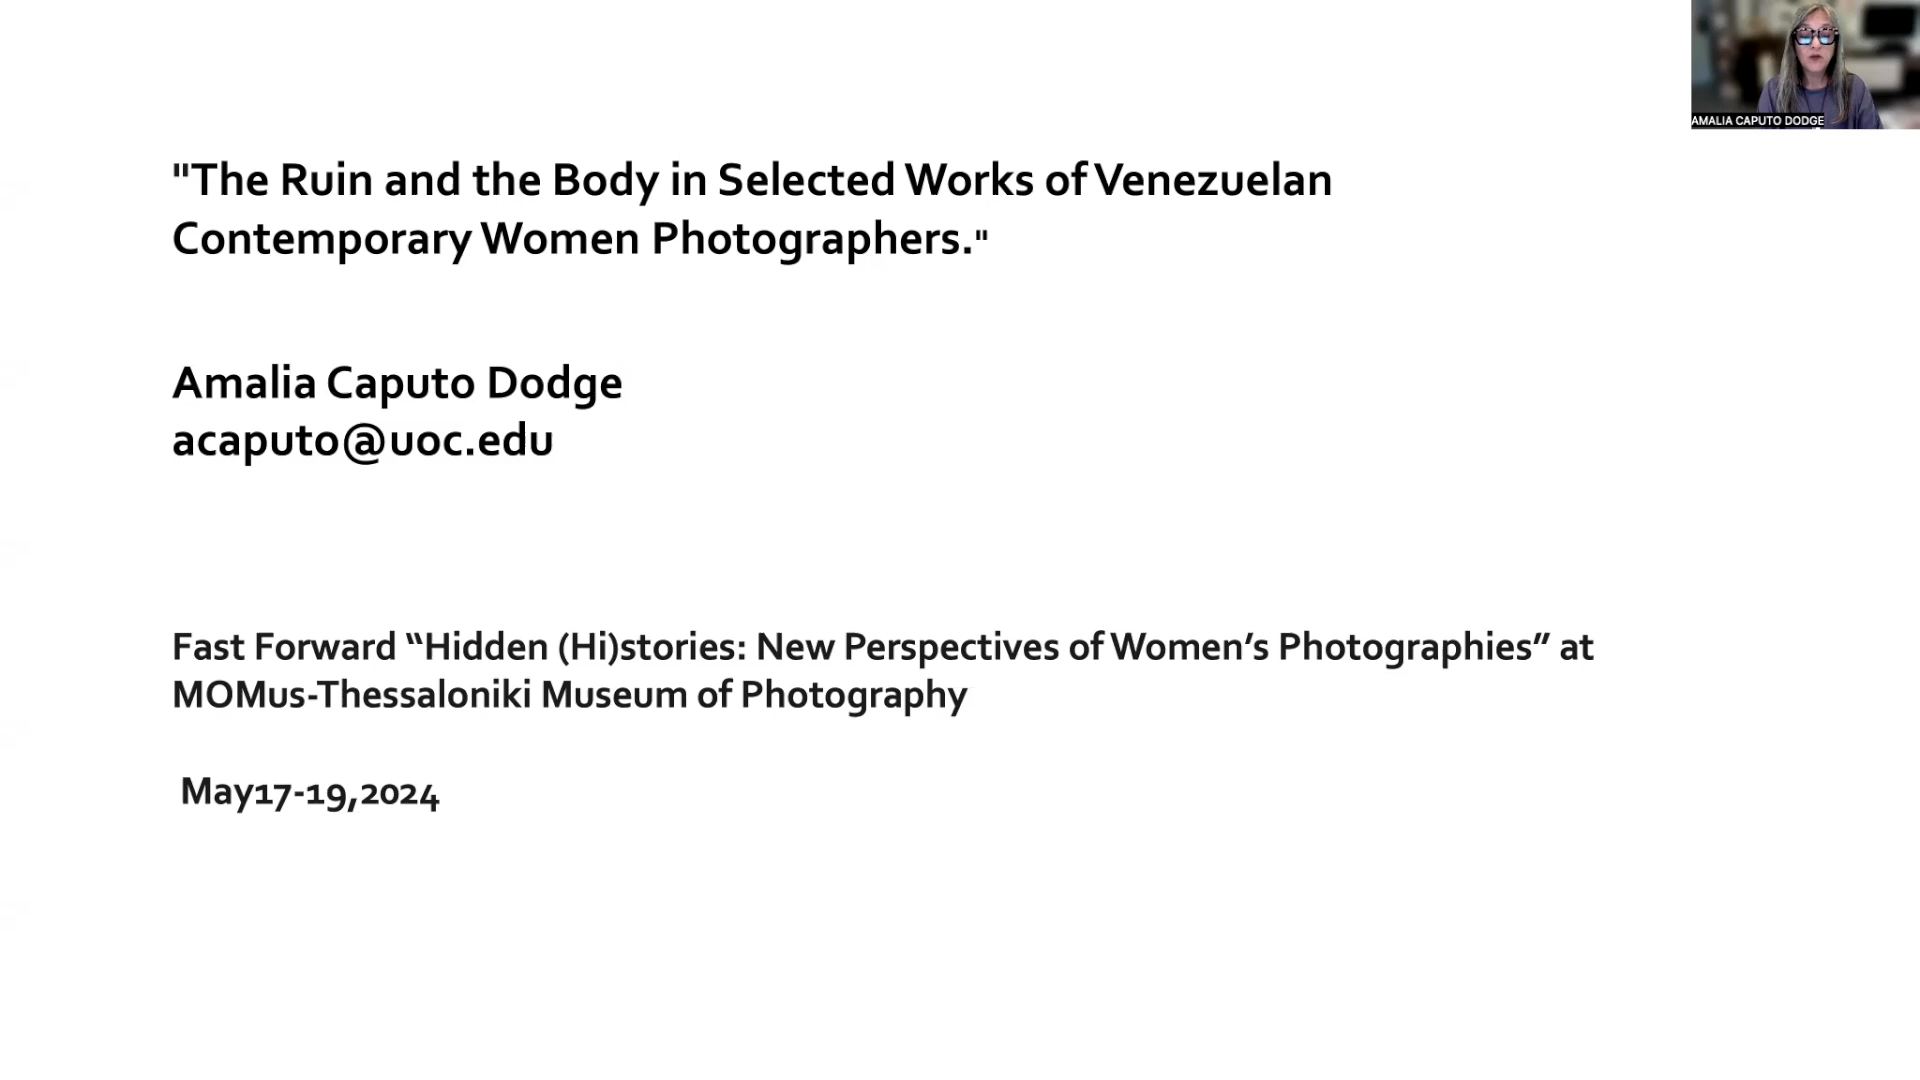 AMALIA CAPUTO DODGE
"The Ruin and the Body in Selected Works of Venezuelan
Contemporary Women Photographers."
Amalia Caputo Dodge
acaputo@uoc.edu
Fast Forward “Hidden (Hi)stories: New Perspectives of Women’s Photographies” at
MOMus-Thessaloniki Museum of Photography
May17-19,2024